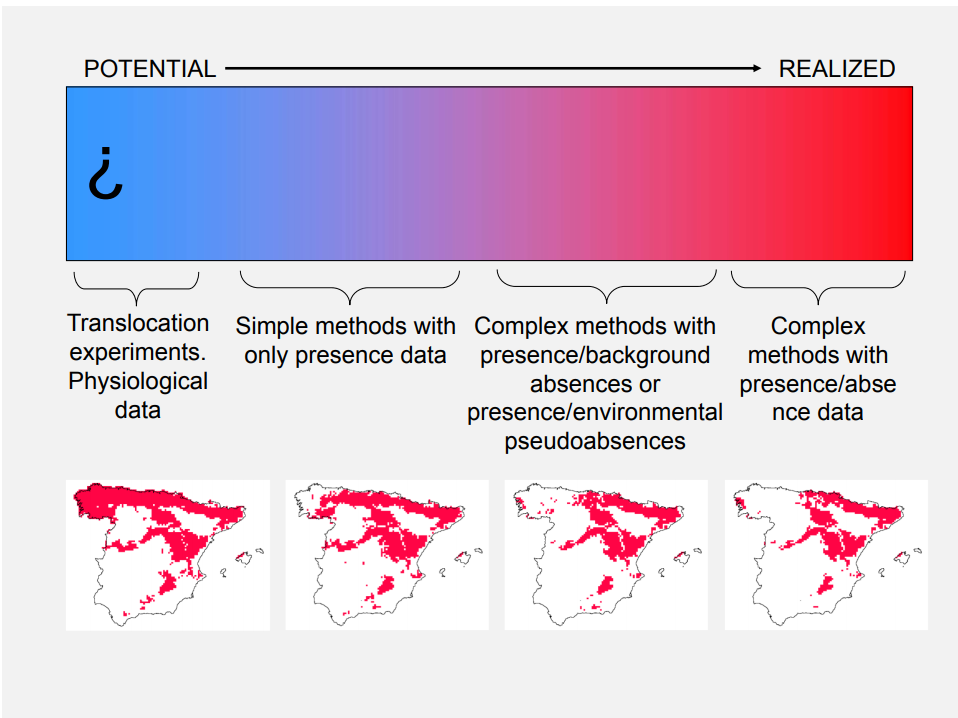 POTENTIAL
REALIZED
¿
Translocation
experiments.
Physiological
data
Simple methods with
only presence data
Complex methods with
presence/background
absences or
presence/environmental
pseudoabsences
Complex
methods with
presence/abse
nce data